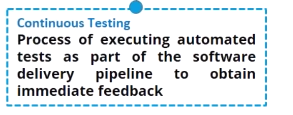 Continuous Testing
Process of executing automated
tests as part of the software
delivery pipeline to obtain
immediate feedback